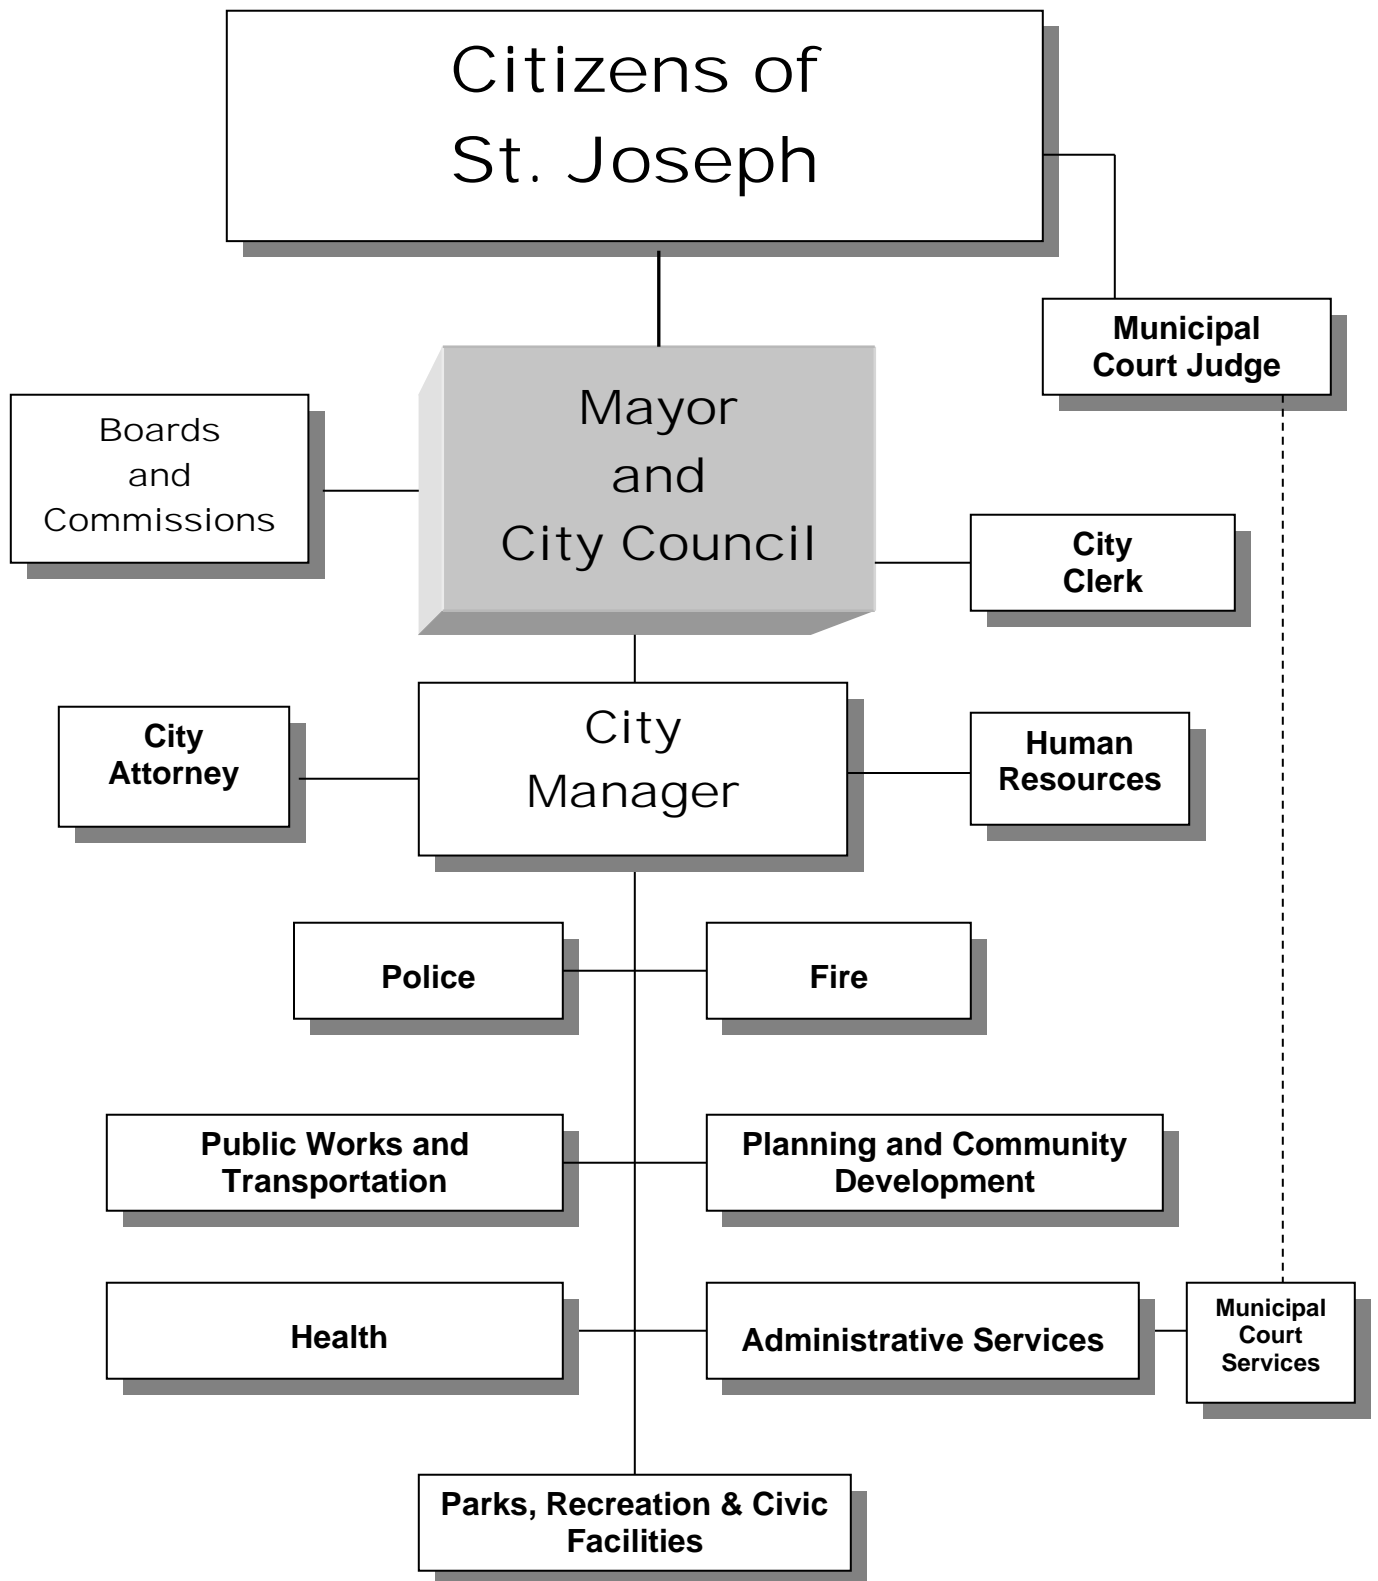 Citizens of
St. Joseph
Municipal
Court Judge
Boards
and
Commissions
Mayor
and
City Council
City
Clerk
City
Attorney
City
Manager
Human
Resources
Police
Fire
Public Works and
Transportation
Planning and Community
Development
Health
Administrative Services
Municipal
Court
Services
Parks, Recreation & Civic
Facilities